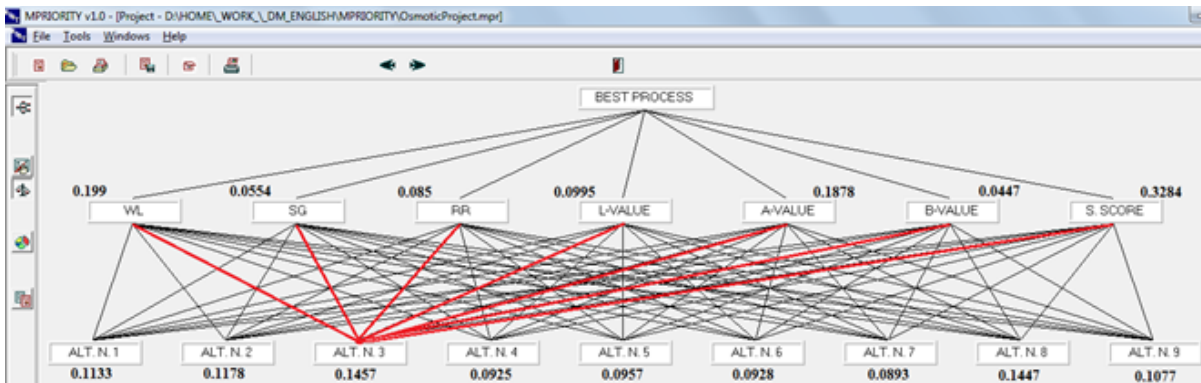 MPRIORITY v1.0 - [Project - D:\HOME\_WORK_\_DM_ENGLISH\MPRIORITY\OsmoticProject.mpr]
File Tools Windows Help
BEST PROCESS
0.199 0.0554 0.085 0.0995 0.1878 0.0447 0.3284
WL SG RR L-VALUE A-VALUE B-VALUE S. SCORE
ALT. N. 1 ALT. N. 2 ALT. N. 3 ALT. N. 4 ALT. N. 5 ALT. N. 6 ALT. N. 7 ALT. N. 8 ALT. N. 9
0.1133 0.1178 0.1457 0.0925 0.0957 0.0928 0.0893 0.1447 0.1077